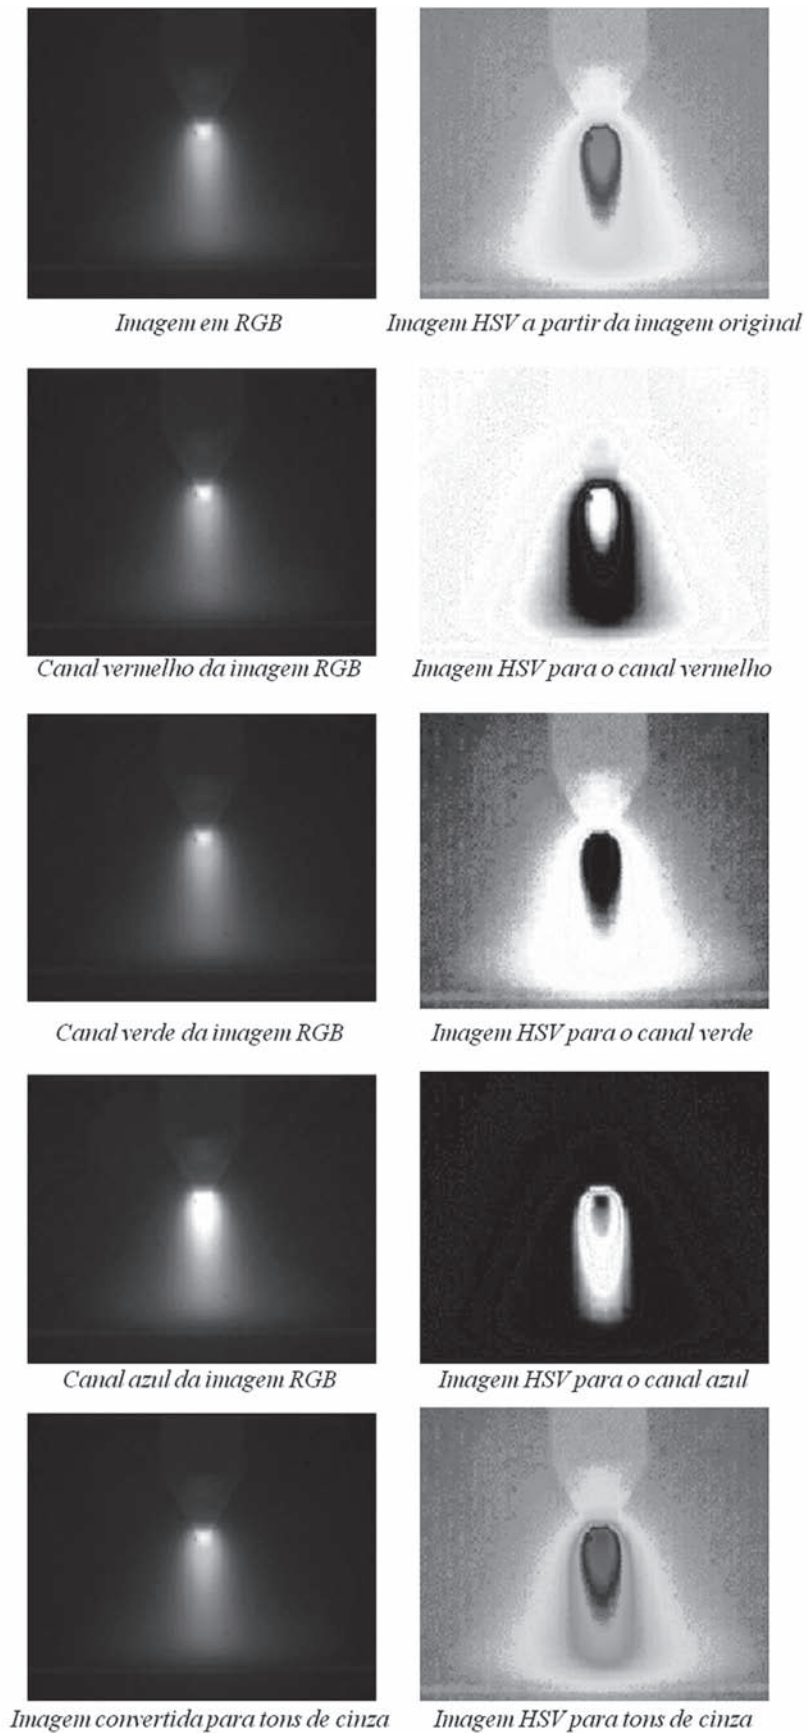 Imagem em RGB
Imagem HSV a partir da imagem original
Canal vermelho da imagem RGB
Imagem HSV para o canal vermelho
Canal verde da imagem RGB
Imagem HSV para o canal verde
Canal azul da imagem RGB
Imagem HSV para o canal azul
Imagem convertida para tons de cinza
Imagem HSV para tons de cinza